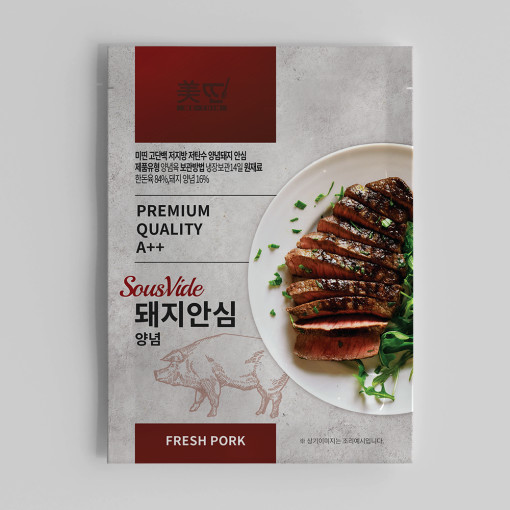 美찐
미찐 고단백 저지방 저탄수 양념돼지 안심
제품유형 양념육 보관방법 냉장보관14일 원재료
한돈육 84%,돼지 양념 16%
PREMIUM
QUALITY
A++
SousVide
돼지안심
양념
FRESH PORK
※ 상기이미지는 조리예시입니다.